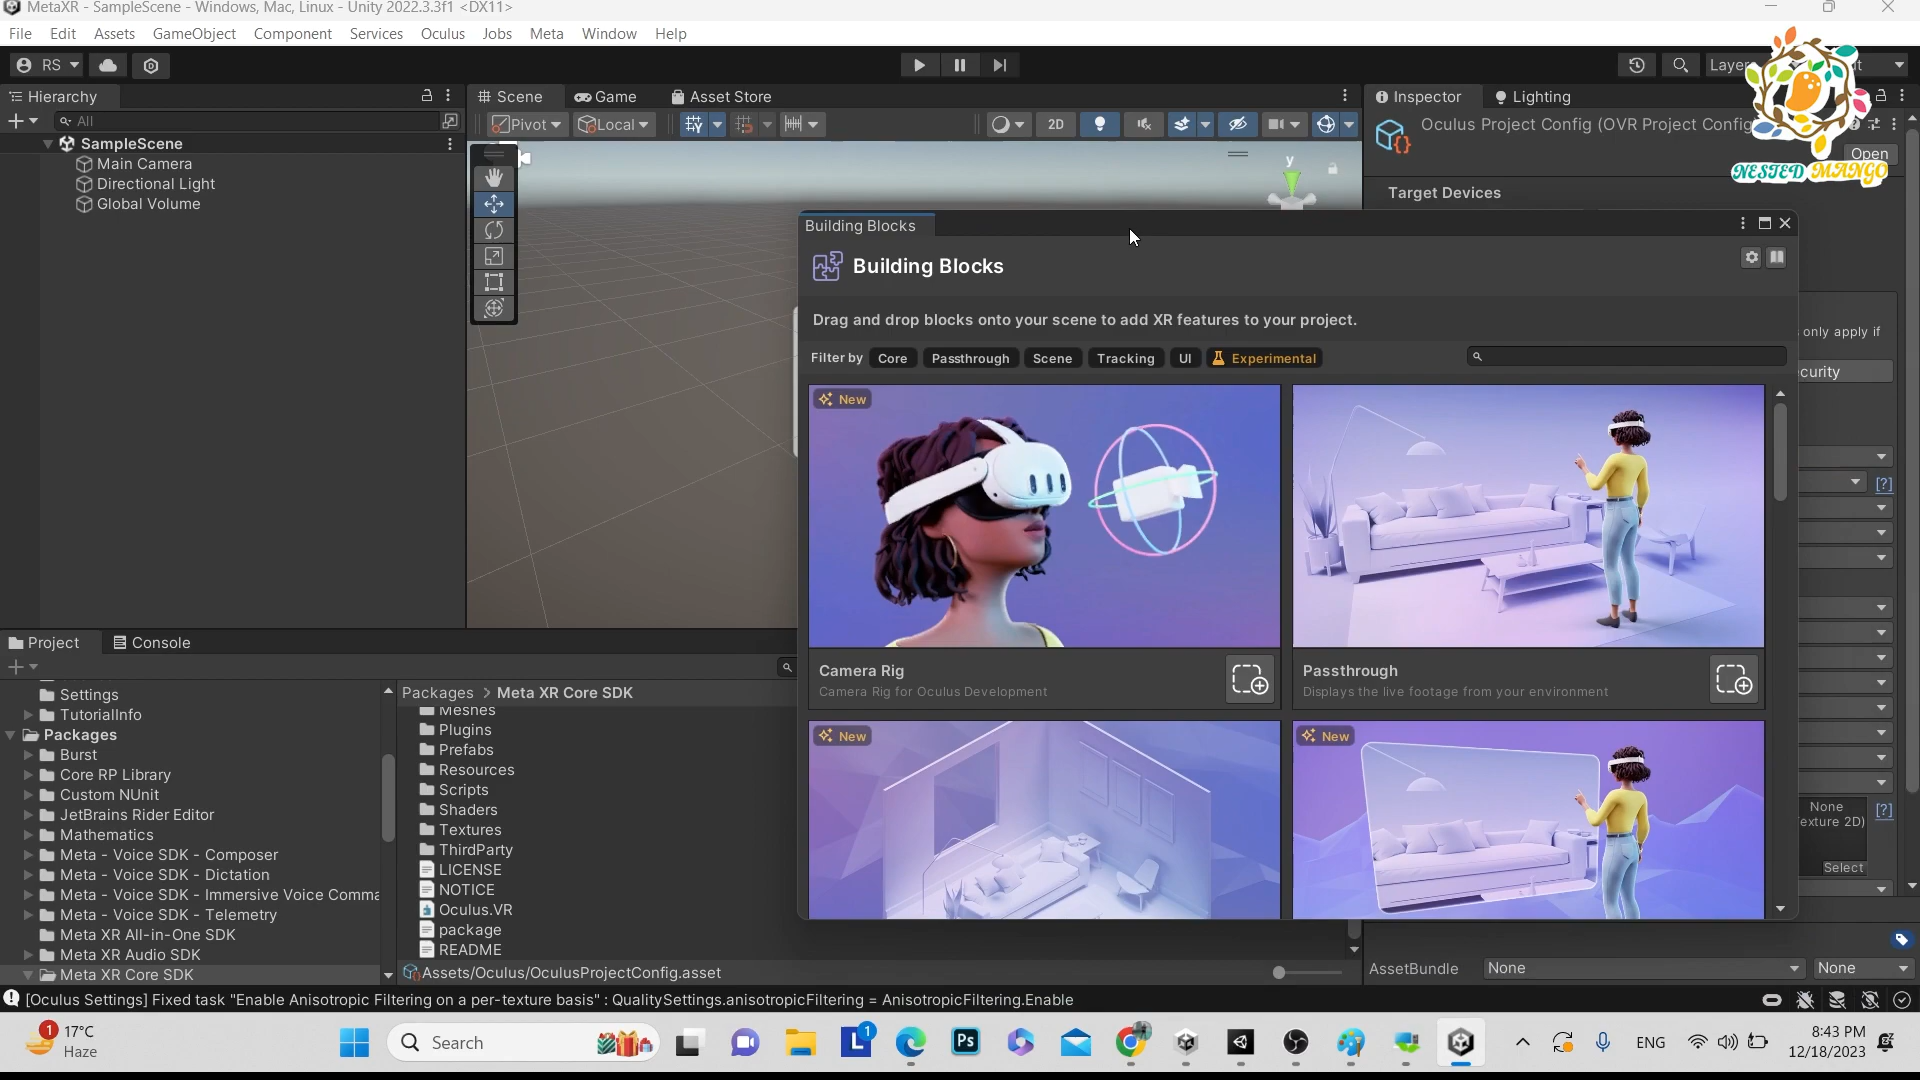 MetaXR - SampleScene - Windows, Mac, Linux - Unity 2022.3.3f1 <DX11>
File Edit Assets GameObject Component Services Oculus Jobs Meta Window Help
RS
Layer
NESTED MANGO
Hierarchy
All
SampleScene
Main Camera
Directional Light
Global Volume
Scene Game Asset Store
Pivot Local 2D
y
Inspector Lighting
Oculus Project Config (OVR Project Config
Open
Target Devices
only apply if
curity
[?]
None
[?]
exture 2D)
Select
Building Blocks
Building Blocks
Drag and drop blocks onto your scene to add XR features to your project.
Filter by Core Passthrough Scene Tracking UI Experimental
New
Camera Rig
Camera Rig for Oculus Development
Passthrough
Displays the live footage from your environment
New
New
Project Console
Settings
TutorialInfo
Packages
Burst
Core RP Library
Custom NUnit
JetBrains Rider Editor
Mathematics
Meta - Voice SDK - Composer
Meta - Voice SDK - Dictation
Meta - Voice SDK - Immersive Voice Comma
Meta - Voice SDK - Telemetry
Meta XR All-in-One SDK
Meta XR Audio SDK
Meta XR Core SDK
Packages > Meta XR Core SDK
Meshes
Plugins
Prefabs
Resources
Scripts
Shaders
Textures
ThirdParty
LICENSE
NOTICE
Oculus.VR
package
README
Assets/Oculus/OculusProjectConfig.asset
AssetBundle None None
[Oculus Settings] Fixed task "Enable Anisotropic Filtering on a per-texture basis" : QualitySettings.anisotropicFiltering = AnisotropicFiltering.Enable
1
17°C
Haze
Search
L
1
Ps
ENG
8:43 PM
12/18/2023